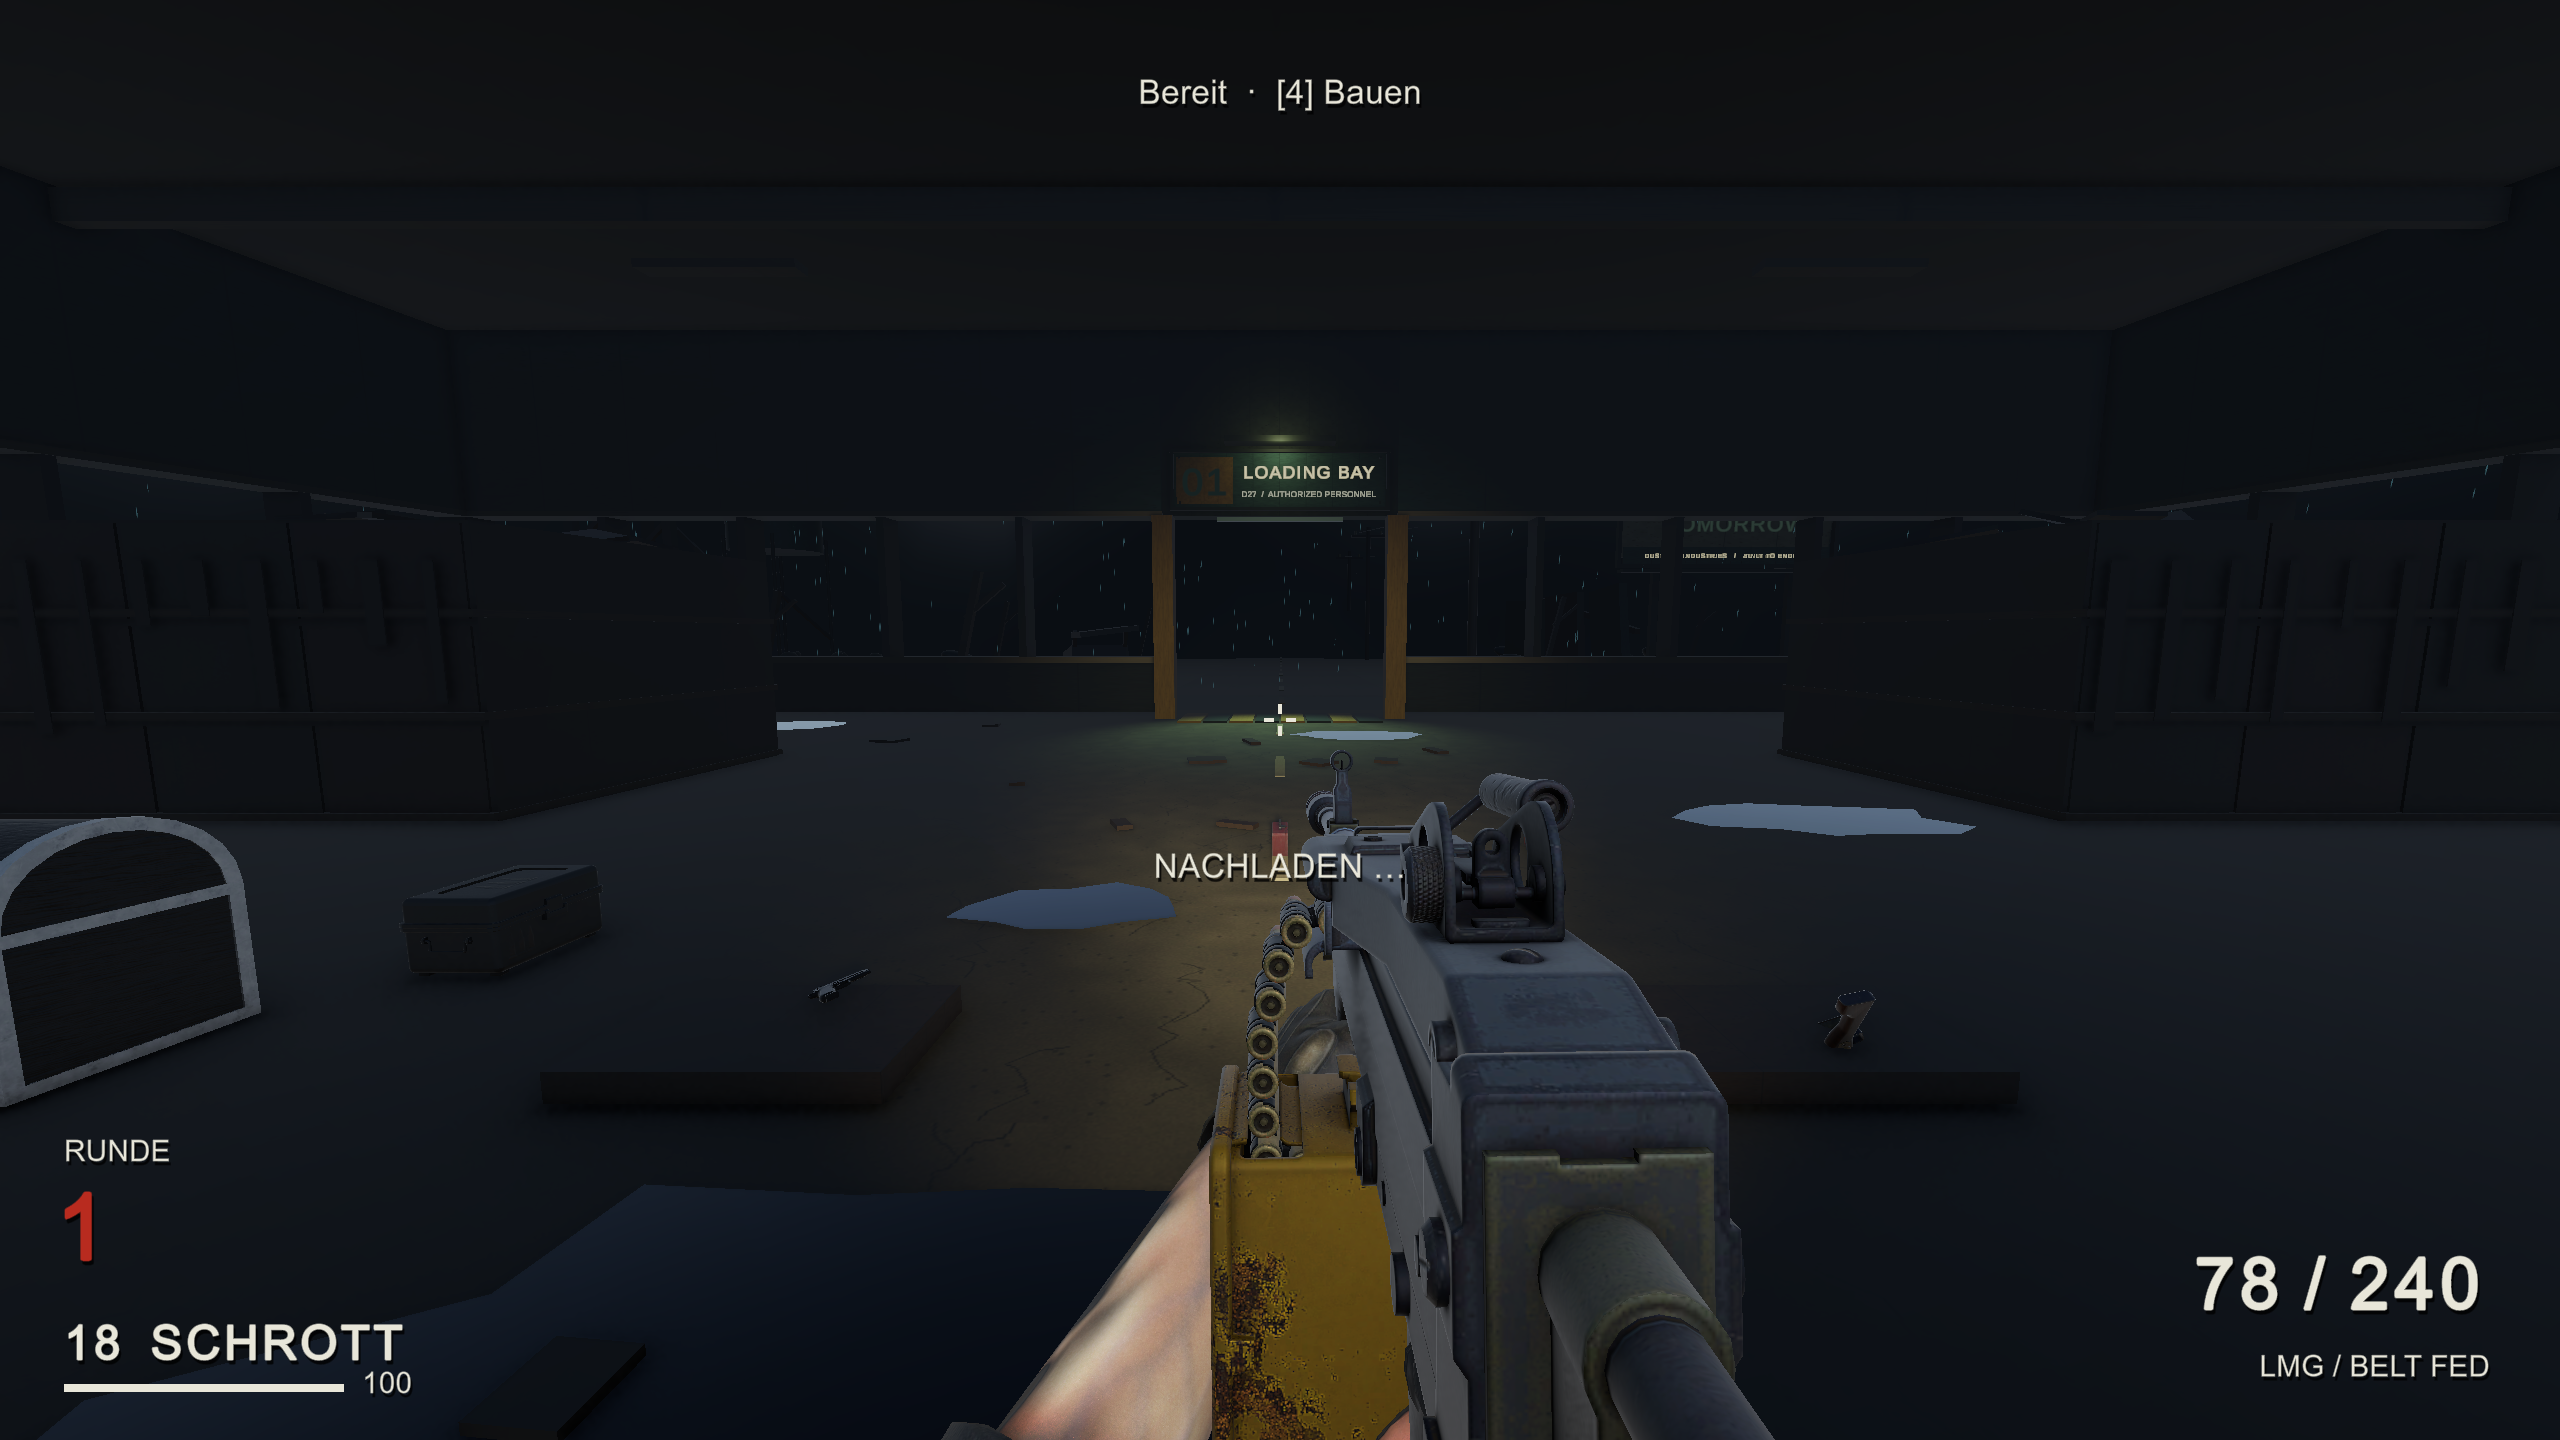 Bereit · [4] Bauen
01
LOADING BAY
D27 / AUTHORIZED PERSONNEL
NACHLADEN ...
RUNDE
1
18 SCHROTT
100
78 / 240
LMG / BELT FED